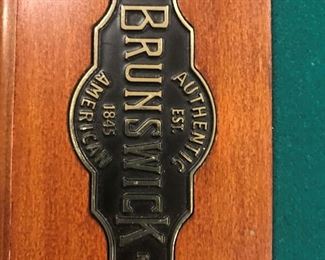 AUTHENTIC
EST.
BRUNSWICK
1845
AMERICAN